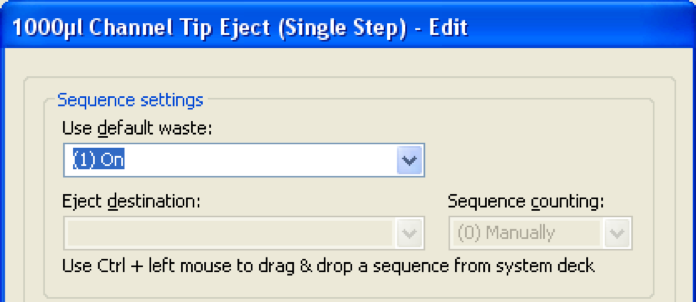 1000µl Channel Tip Eject (Single Step) - Edit
Sequence settings
Use default waste:
(1) On
Eject destination: Sequence counting:
(0) Manually
Use Ctrl + left mouse to drag & drop a sequence from system deck